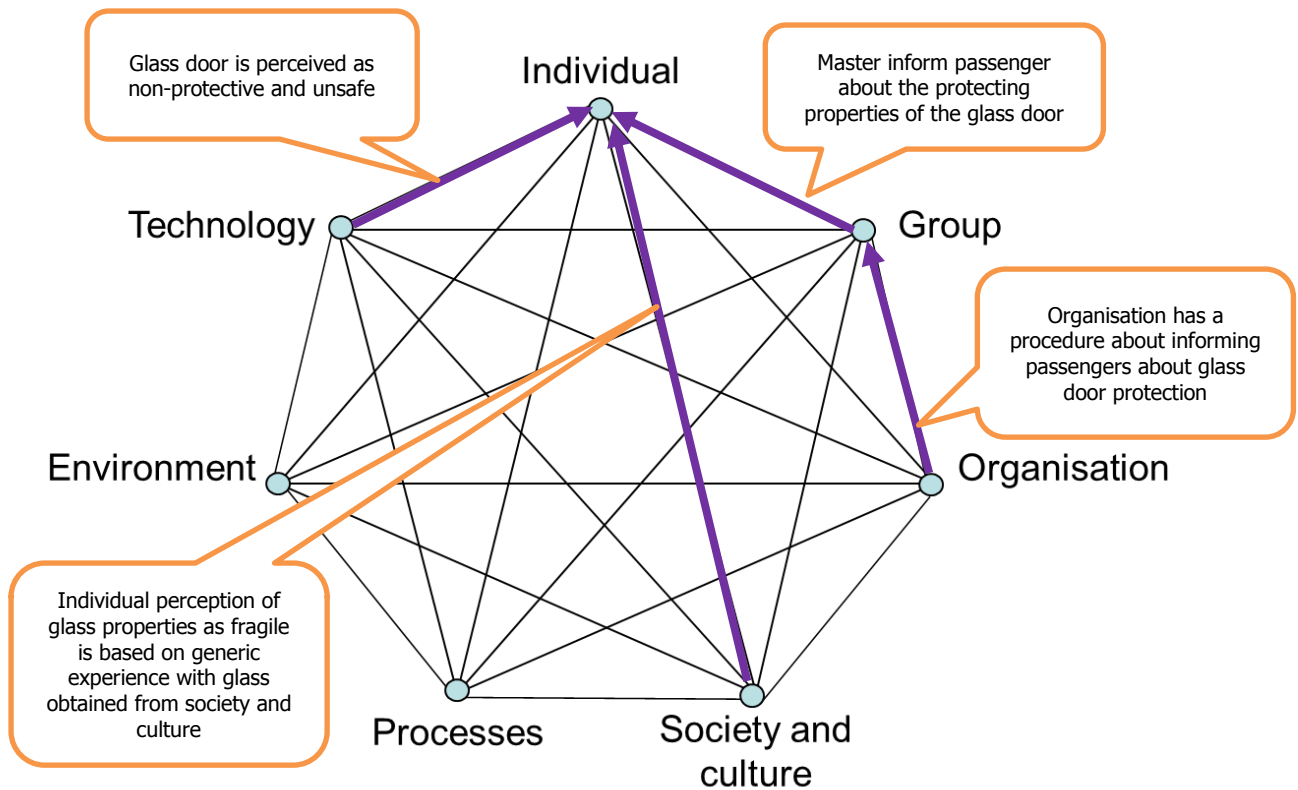 Glass door is perceived as
non-protective and unsafe
Individual
Master inform passenger
about the protecting
properties of the glass door
Technology
Group
Organisation has a
procedure about informing
passengers about glass
door protection
Environment
Organisation
Individual perception of
glass properties as fragile
is based on generic
experience with glass
obtained from society and
culture
Processes
Society and
culture